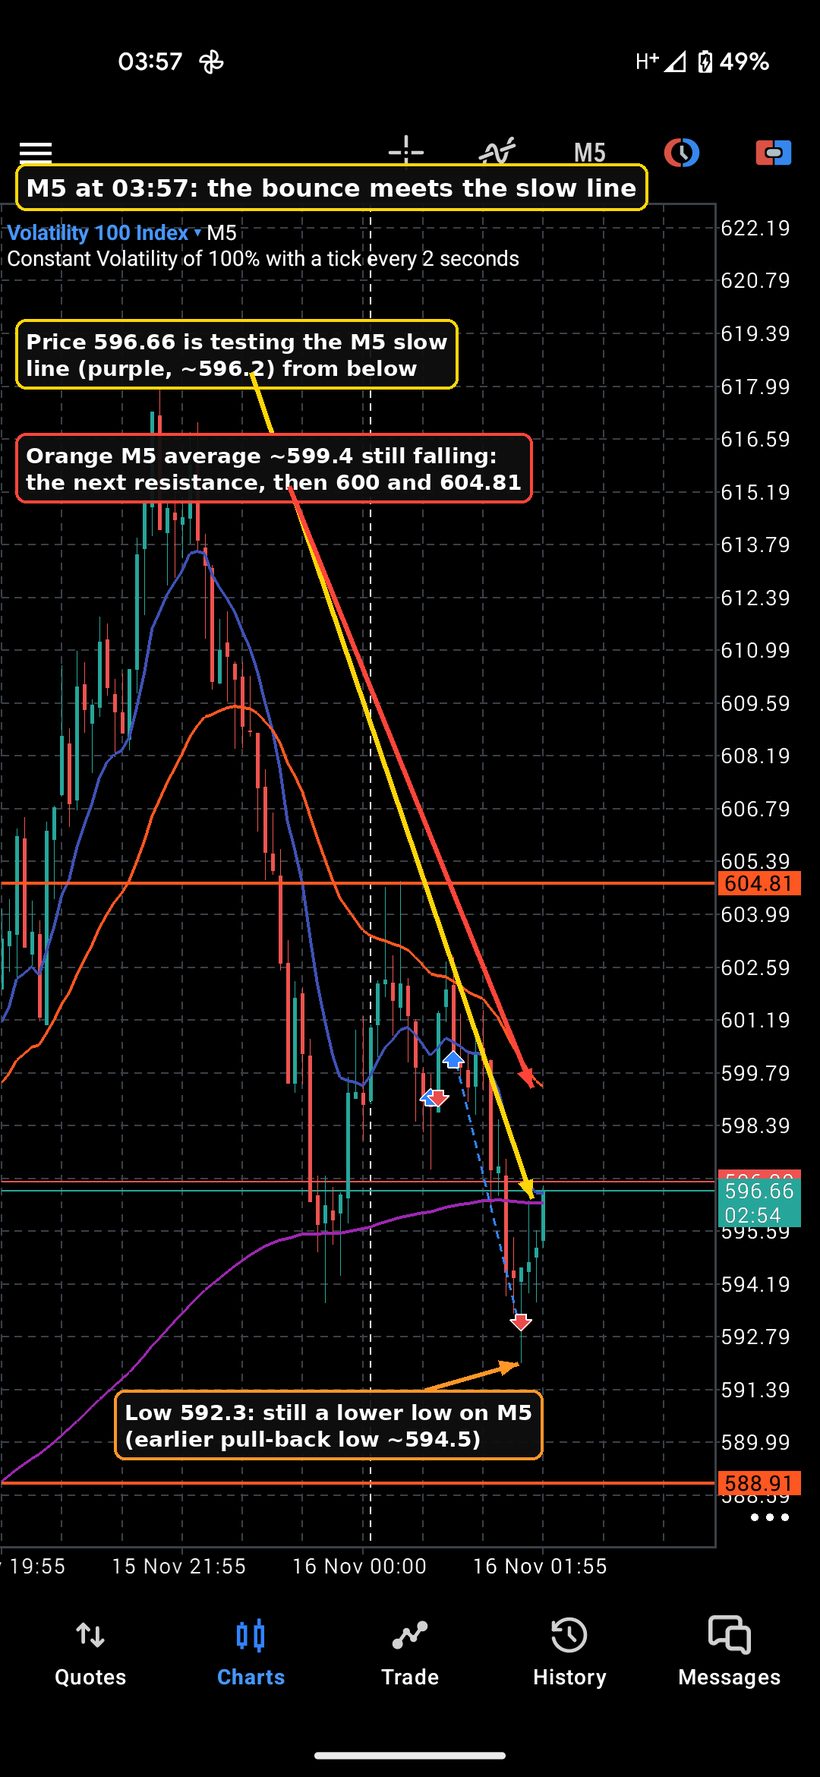 03:57
H+
49%
M5
M5 at 03:57: the bounce meets the slow line
Volatility 100 Index ▾ M5
Constant Volatility of 100% with a tick every 2 seconds
Price 596.66 is testing the M5 slow
line (purple, ~596.2) from below
Orange M5 average ~599.4 still falling:
the next resistance, then 600 and 604.81
622.19
620.79
619.39
617.99
616.59
615.19
613.79
612.39
610.99
609.59
608.19
606.79
605.39
604.81
603.99
602.59
601.19
599.79
598.39
596.66
02:54
595.59
594.19
592.79
591.39
Low 592.3: still a lower low on M5
(earlier pull-back low ~594.5)
589.99
588.91
588.59
19:55
15 Nov 21:55
16 Nov 00:00
16 Nov 01:55
Quotes
Charts
Trade
History
Messages